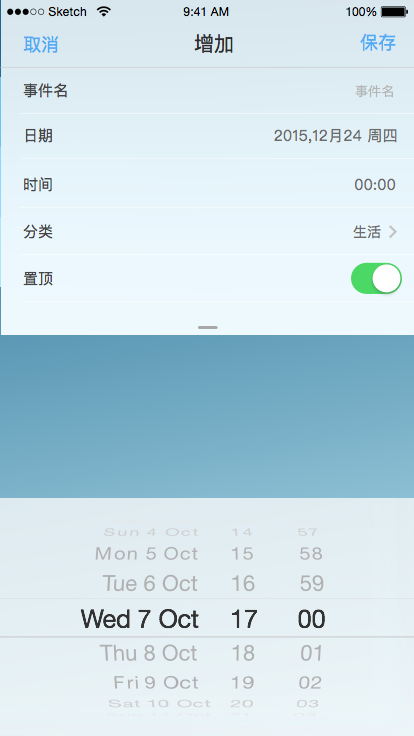 Sketch 9:41 AM 100%
取消 增加 保存
事件名 事件名
日期 2015,12月24 周四
时间 00:00
分类 生活
置顶
Sun 4 Oct 14 57
Mon 5 Oct 15 58
Tue 6 Oct 16 59
Wed 7 Oct 17 00
Thu 8 Oct 18 01
Fri 9 Oct 19 02
Sat 10 Oct 20 03